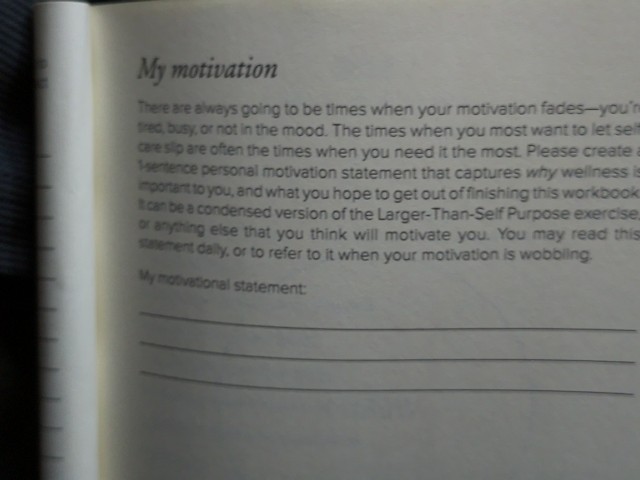 My motivation
There are always going to be times when your motivation fades—you'r
tired, busy, or not in the mood. The times when you most want to let self
care slip are often the times when you need it the most. Please create a
1-sentence personal motivation statement that captures why wellness is
important to you, and what you hope to get out of finishing this workbook.
It can be a condensed version of the Larger-Than-Self Purpose exercise,
or anything else that you think will motivate you. You may read this
statement daily, or to refer to it when your motivation is wobbling.
My motivational statement: